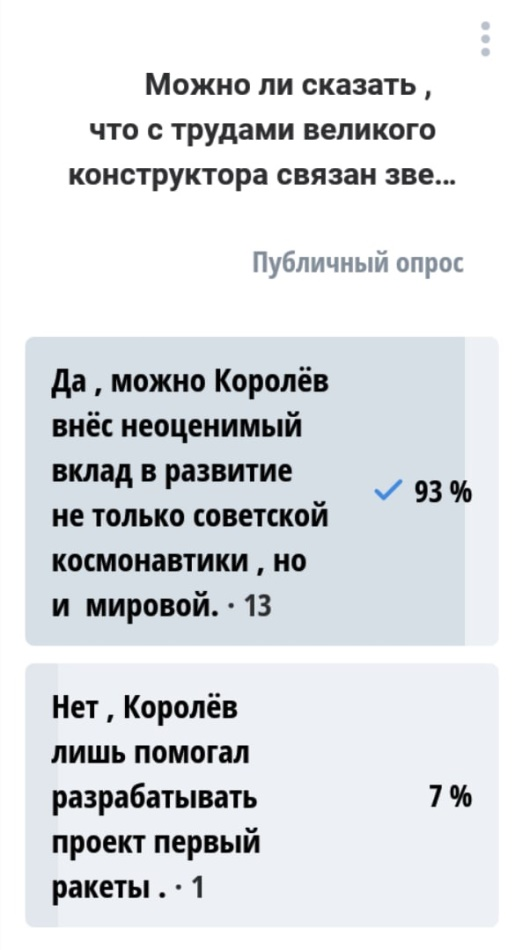 Можно ли сказать ,
что с трудами великого
конструктора связан зве...
Публичный опрос
Да , можно Королёв
внёс неоценимый
вклад в развитие
не только советской
космонавтики , но
и мировой. · 13
93 %
Нет , Королёв
лишь помогал
разрабатывать
проект первый
ракеты . · 1
7 %